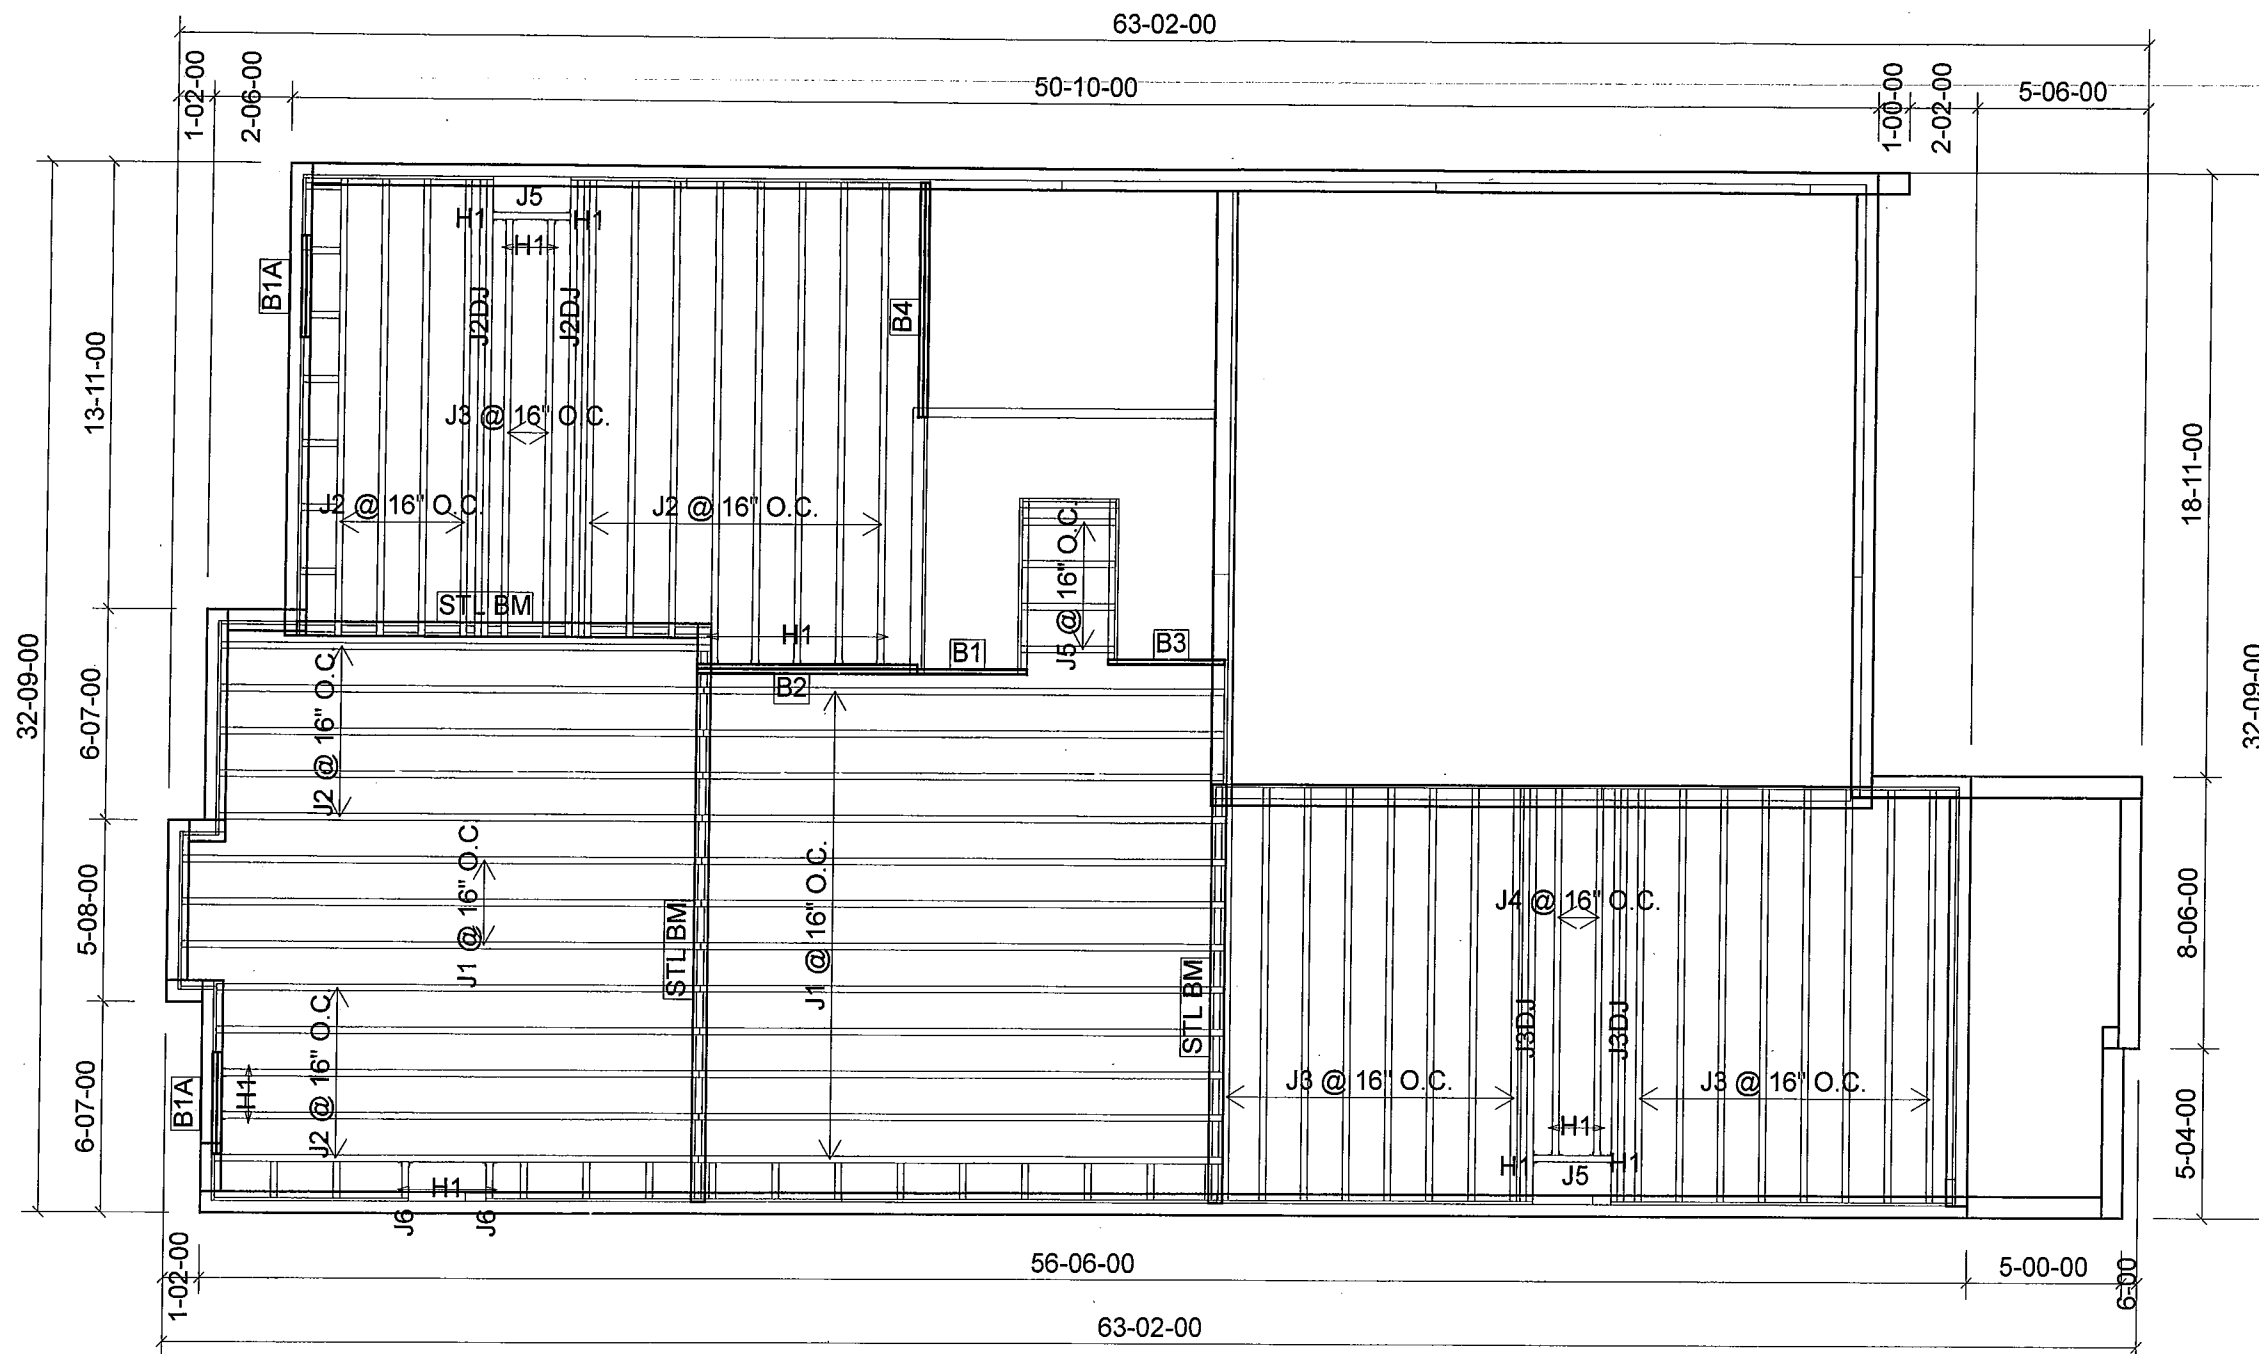 63-02-00
1-02-00
2-06-00
50-10-00
1-00-00
2-02-00
5-06-00
J5
H1
H1
H1
B1A
J2DJ
J2DJ
B4
13-11-00
32-09-00
J3 @ 16" O.C.
J2 @ 16" O.C.
J2 @ 16" O.C.
18-11-00
J5 @ 16" O.C.
STL BM
H1
B1
B3
B2
32-09-00
6-07-00
J2 @ 16" O.C.
J1 @ 16" O.C.
J1 @ 16" O.C.
5-08-00
STL BM
STL BM
J4 @ 16" O.C.
8-06-00
J3DJ
J3DJ
J2 @ 16" O.C.
J3 @ 16" O.C.
J3 @ 16" O.C.
6-07-00
B1A
H1
H1
H1
H1
J5
5-04-00
H1
J6
J6
1-02-00
56-06-00
5-00-00
6-00
63-02-00